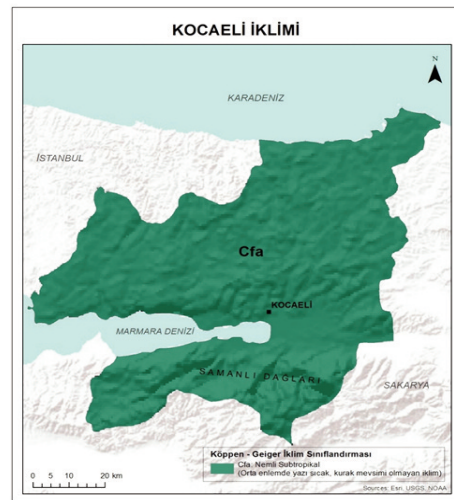 KOCAELİ İKLİMİ
N
KARADENİZ
İSTANBUL
Cfa
KOCAELİ
MARMARA DENİZİ
SAMANLI DAĞLARI
SAKARYA
Köppen - Geiger İklim Sınıflandırması
Cfa: Nemli Subtropikal
(Orta enlemde yazı sıcak, kurak mevsimi olmayan iklim)
0 5 10 20 km
Sources: Esri, USGS, NOAA